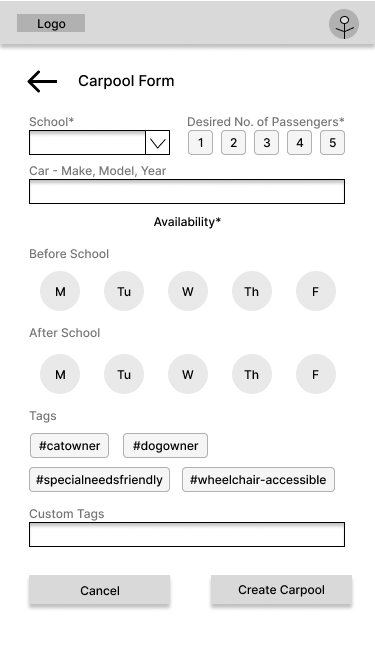 Logo
Carpool Form
School* Desired No. of Passengers*
1 2 3 4 5
Car - Make, Model, Year
Availability*
Before School
M Tu W Th F
After School
M Tu W Th F
Tags
#catowner #dogowner
#specialneedsfriendly #wheelchair-accessible
Custom Tags
Cancel Create Carpool